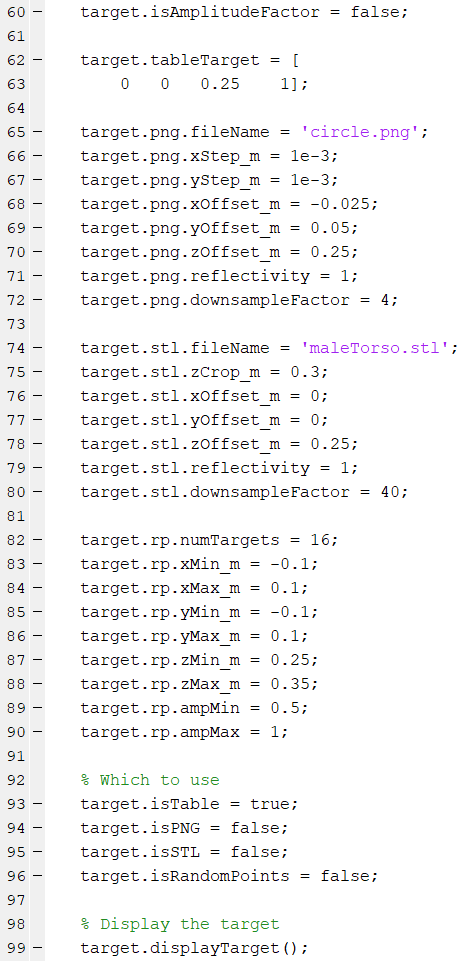 60 – target.isAmplitudeFactor = false;
61
62 – target.tableTarget = [
63 0 0 0.25 1];
64
65 – target.png.fileName = 'circle.png';
66 – target.png.xStep_m = 1e-3;
67 – target.png.yStep_m = 1e-3;
68 – target.png.xOffset_m = -0.025;
69 – target.png.yOffset_m = 0.05;
70 – target.png.zOffset_m = 0.25;
71 – target.png.reflectivity = 1;
72 – target.png.downsampleFactor = 4;
73
74 – target.stl.fileName = 'maleTorso.stl';
75 – target.stl.zCrop_m = 0.3;
76 – target.stl.xOffset_m = 0;
77 – target.stl.yOffset_m = 0;
78 – target.stl.zOffset_m = 0.25;
79 – target.stl.reflectivity = 1;
80 – target.stl.downsampleFactor = 40;
81
82 – target.rp.numTargets = 16;
83 – target.rp.xMin_m = -0.1;
84 – target.rp.xMax_m = 0.1;
85 – target.rp.yMin_m = -0.1;
86 – target.rp.yMax_m = 0.1;
87 – target.rp.zMin_m = 0.25;
88 – target.rp.zMax_m = 0.35;
89 – target.rp.ampMin = 0.5;
90 – target.rp.ampMax = 1;
91
92 % Which to use
93 – target.isTable = true;
94 – target.isPNG = false;
95 – target.isSTL = false;
96 – target.isRandomPoints = false;
97
98 % Display the target
99 – target.displayTarget();